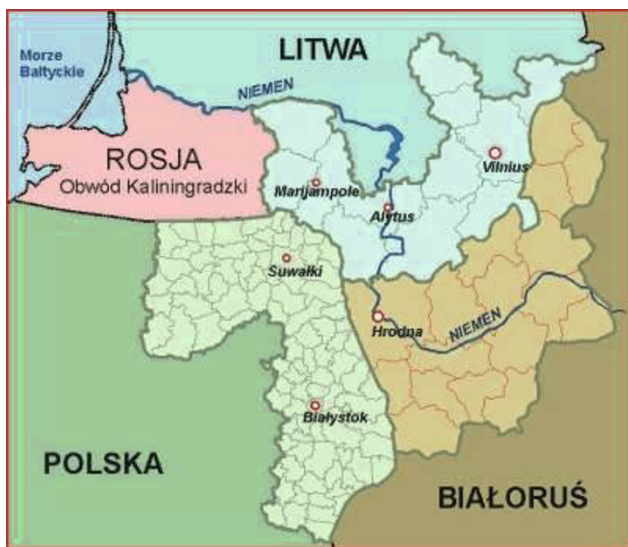 Morze
Bałtyckie
LITWA
NIEMEN
ROSJA
Obwód Kaliningradzki
Vilnius
Marijampole
Alytus
Suwałki
Hrodna
NIEMEN
Białystok
POLSKA
BIAŁORUŚ